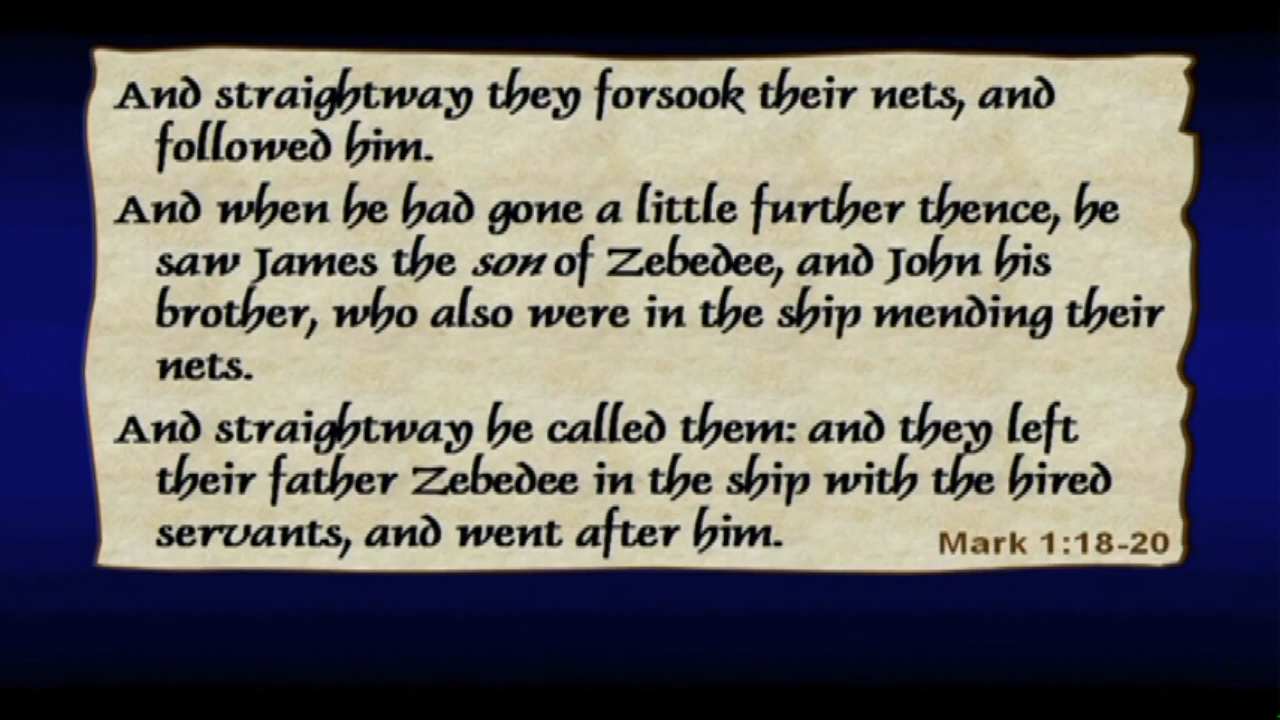 And straightway they forsook their nets, and
followed him.
And when he had gone a little further thence, he
saw James the son of Zebedee, and John his
brother, who also were in the ship mending their
nets.
And straightway he called them: and they left
their father Zebedee in the ship with the hired
servants, and went after him.
Mark 1:18-20